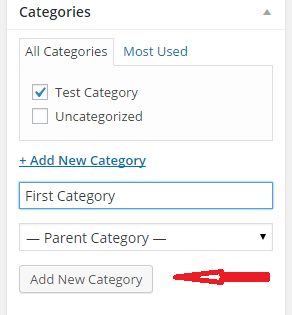 Categories
All Categories Most Used
Test Category
Uncategorized
+ Add New Category
First Category
— Parent Category —
Add New Category